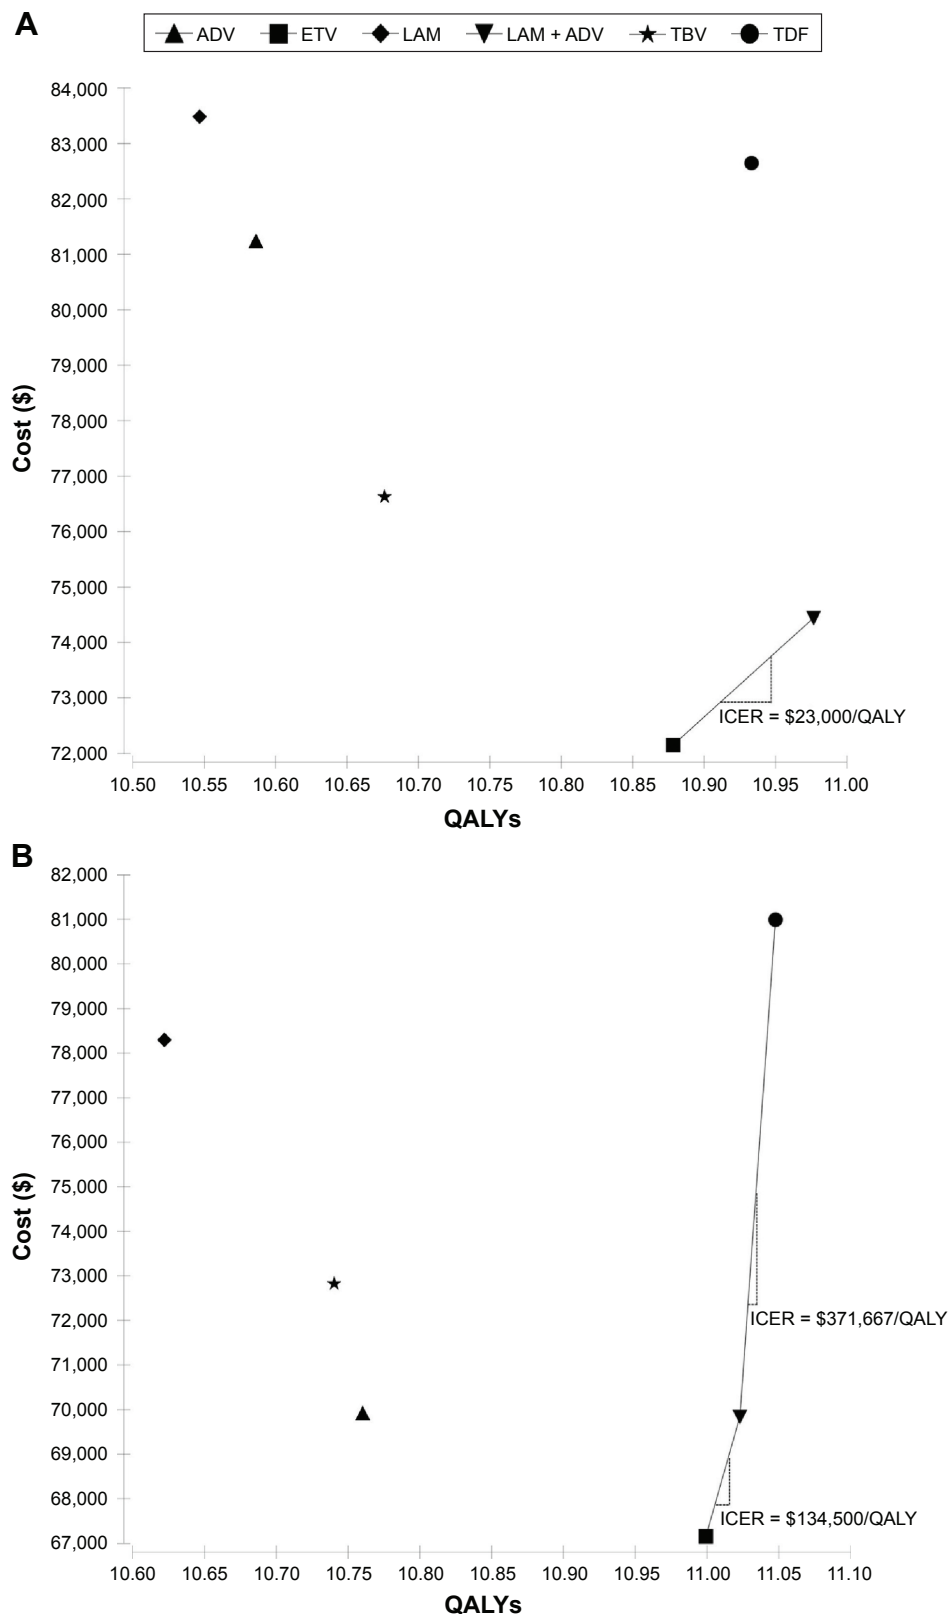 A
ADV ETV LAM LAM + ADV TBV TDF
84,000
83,000
82,000
81,000
80,000
79,000
78,000
77,000
76,000
75,000
74,000
73,000
72,000
Cost ($)
ICER = $23,000/QALY
10.50 10.55 10.60 10.65 10.70 10.75 10.80 10.85 10.90 10.95 11.00
QALYs
B
82,000
81,000
80,000
79,000
78,000
77,000
76,000
75,000
74,000
73,000
72,000
71,000
70,000
69,000
68,000
67,000
Cost ($)
ICER = $371,667/QALY
ICER = $134,500/QALY
10.60 10.65 10.70 10.75 10.80 10.85 10.90 10.95 11.00 11.05 11.10
QALYs